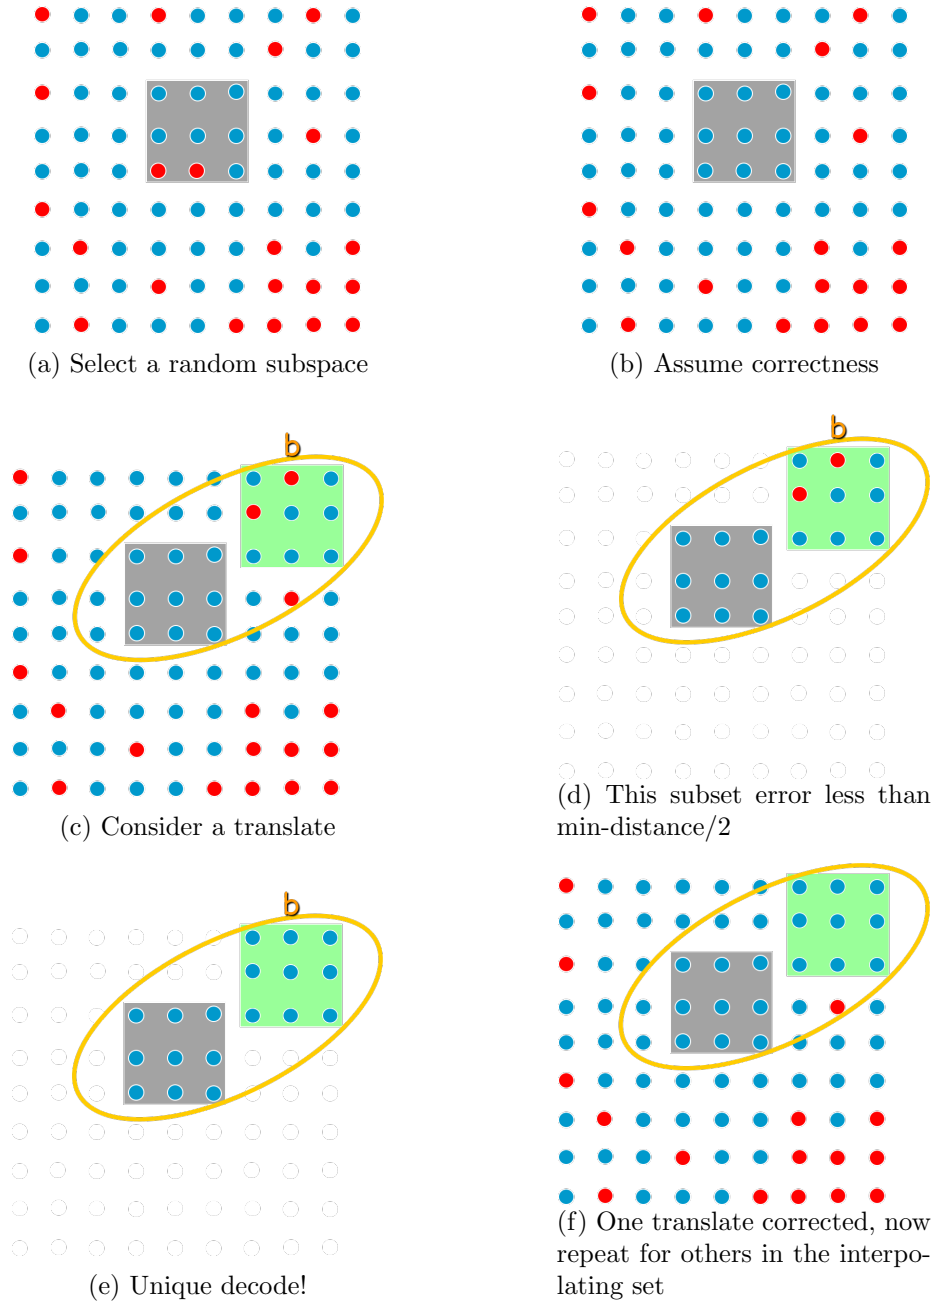 (a) Select a random subspace
(b) Assume correctness
b
(c) Consider a translate
b
(d) This subset error less than
min-distance/2
b
(e) Unique decode!
(f) One translate corrected, now
repeat for others in the interpo-
lating set